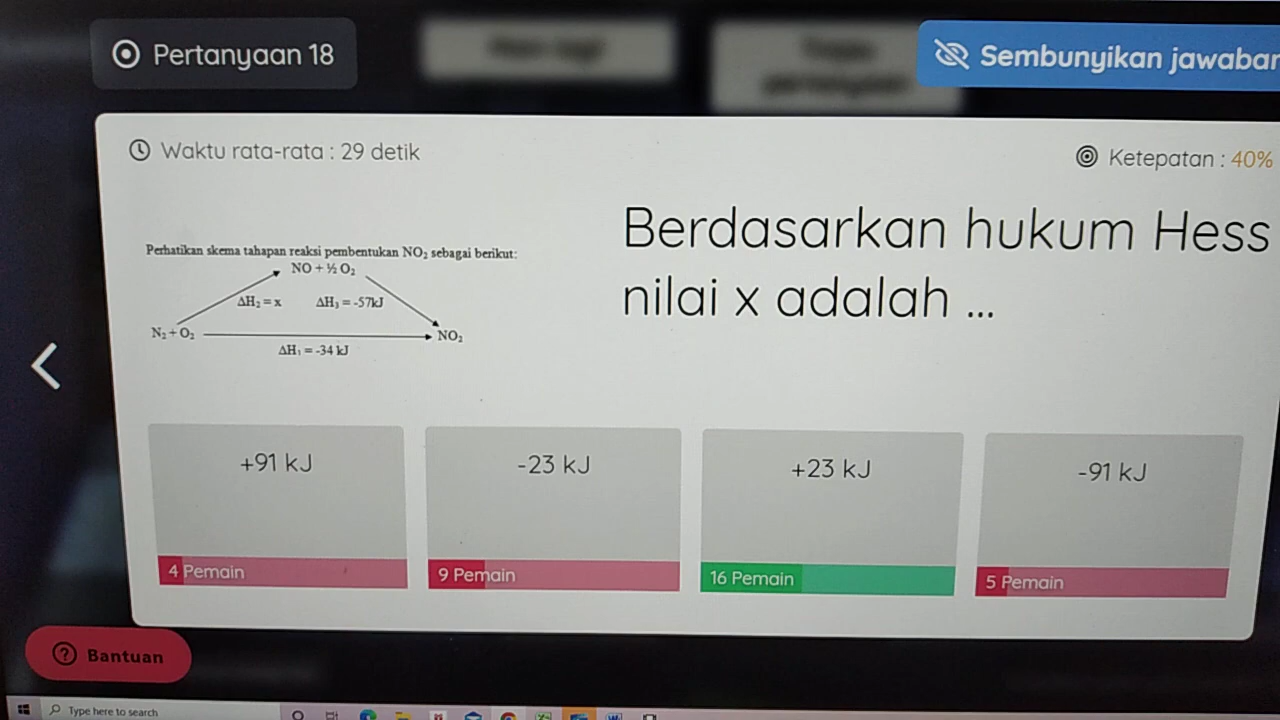 Pertanyaan 18
Sembunyikan jawaban
Waktu rata-rata : 29 detik
Ketepatan : 40%
Perhatikan skema tahapan reaksi pembentukan NO₂ sebagai berikut:
NO + ½ O₂
ΔH₂ = x
ΔH₃ = -57kJ
N₂ + O₂
NO₂
ΔH₁ = -34 kJ
Berdasarkan hukum Hess
nilai x adalah ...
+91 kJ
-23 kJ
+23 kJ
-91 kJ
4 Pemain
9 Pemain
16 Pemain
5 Pemain
Bantuan
Type here to search